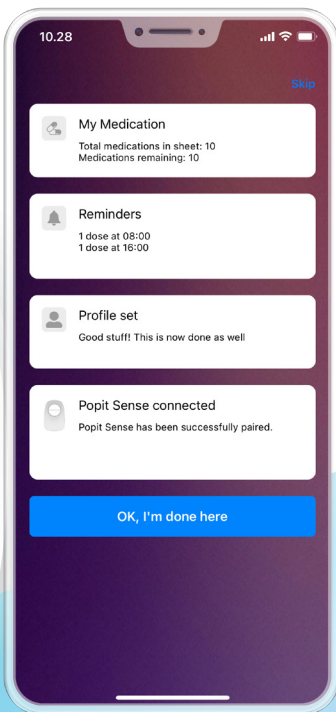 10.28
Skip
My Medication
Total medications in sheet: 10
Medications remaining: 10
Reminders
1 dose at 08:00
1 dose at 16:00
Profile set
Good stuff! This is now done as well
Popit Sense connected
Popit Sense has been successfully paired.
OK, I'm done here